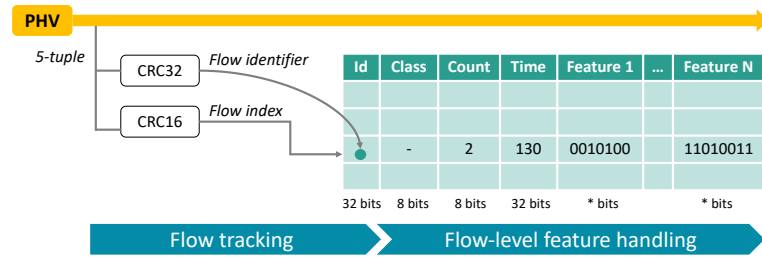 PHV
5-tuple
CRC32
Flow identifier
CRC16
Flow index
Id Class Count Time Feature 1 ... Feature N
- 2 130 0010100 11010011
32 bits 8 bits 8 bits 32 bits * bits * bits
Flow tracking
Flow-level feature handling